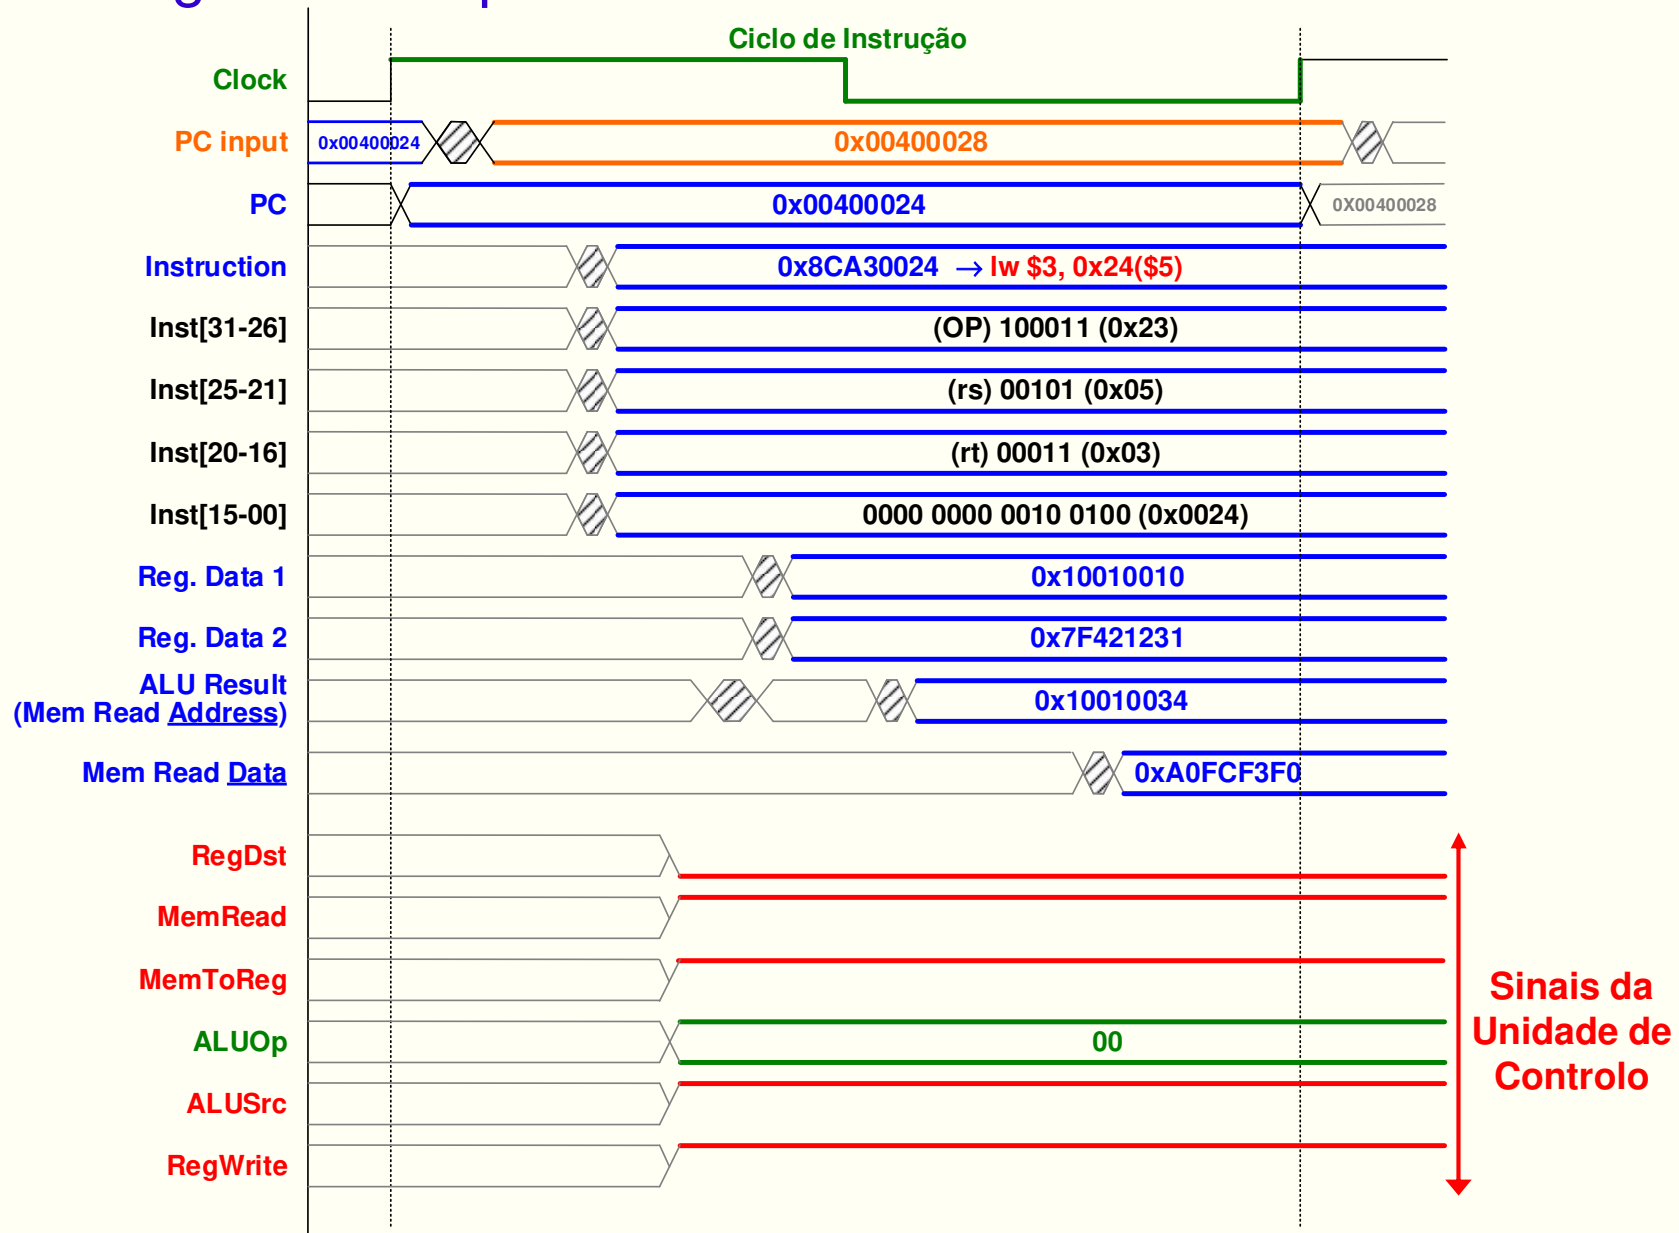 Ciclo de Instrução
Clock
PC input 0x00400024 0x00400028
PC 0x00400024 0X00400028
Instruction 0x8CA30024 → lw $3, 0x24($5)
Inst[31-26] (OP) 100011 (0x23)
Inst[25-21] (rs) 00101 (0x05)
Inst[20-16] (rt) 00011 (0x03)
Inst[15-00] 0000 0000 0010 0100 (0x0024)
Reg. Data 1 0x10010010
Reg. Data 2 0x7F421231
ALU Result
(Mem Read Address) 0x10010034
Mem Read Data 0xA0FCF3F0
RegDst
MemRead
MemToReg
ALUOp 00
ALUSrc
RegWrite
Sinais da
Unidade de
Controlo